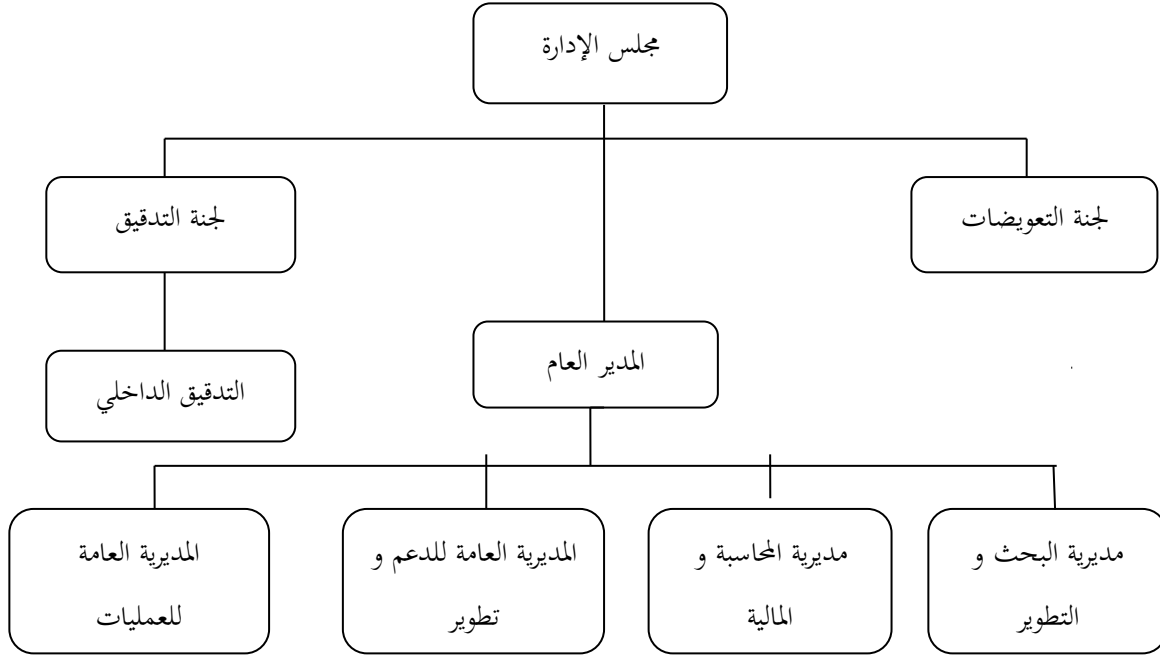 مجلس الإدارة
لجنة التعويضات
لجنة التدقيق
المدير العام
التدقيق الداخلي
مديرية البحث و
التطوير
مديرية المحاسبة و
المالية
المديرية العامة للدعم و
تطوير
المديرية العامة
للعمليات